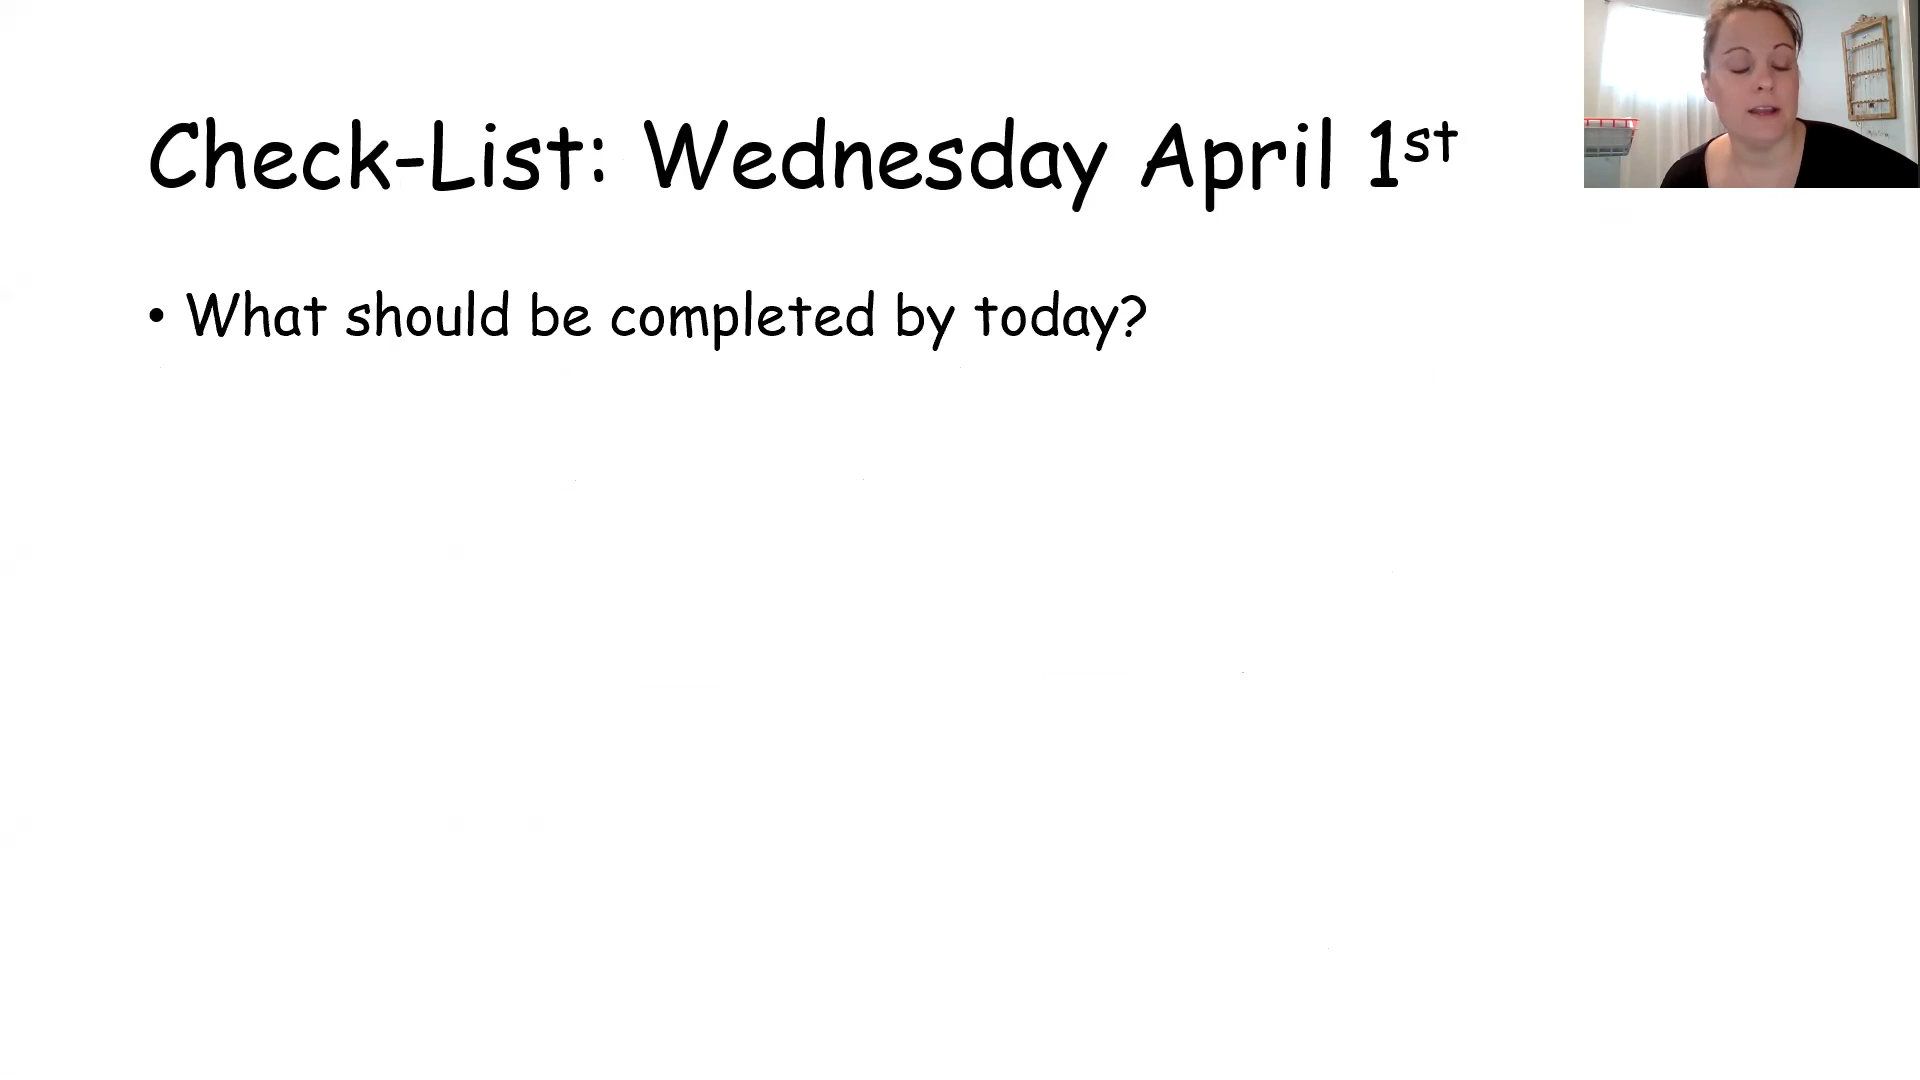 Check-List: Wednesday April 1st
• What should be completed by today?